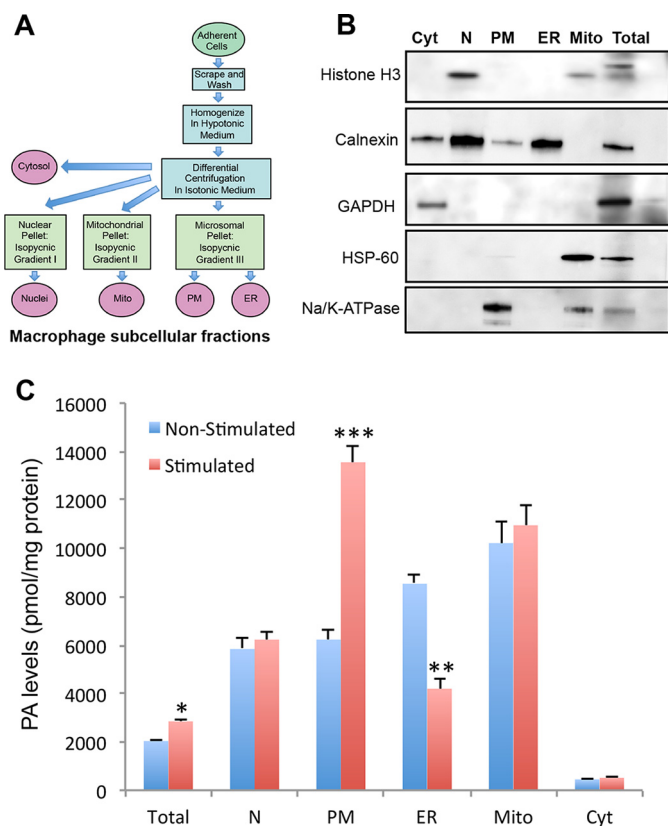 A
Adherent
Cells
Scrape and
Wash
Homogenize
In Hypotonic
Medium
Cytosol
Differential
Centrifugation
In Isotonic Medium
Nuclear
Pellet:
Isopycnic
Gradient I
Mitochondrial
Pellet:
Isopycnic
Gradient II
Microsomal
Pellet:
Isopycnic
Gradient III
Nuclei
Mito
PM
ER
Macrophage subcellular fractions
B
Cyt N PM ER Mito Total
Histone H3
Calnexin
GAPDH
HSP-60
Na/K-ATPase
C
PA levels (pmol/mg protein)
16000
14000
12000
10000
8000
6000
4000
2000
0
Non-Stimulated
Stimulated
*
***
**
Total N PM ER Mito Cyt